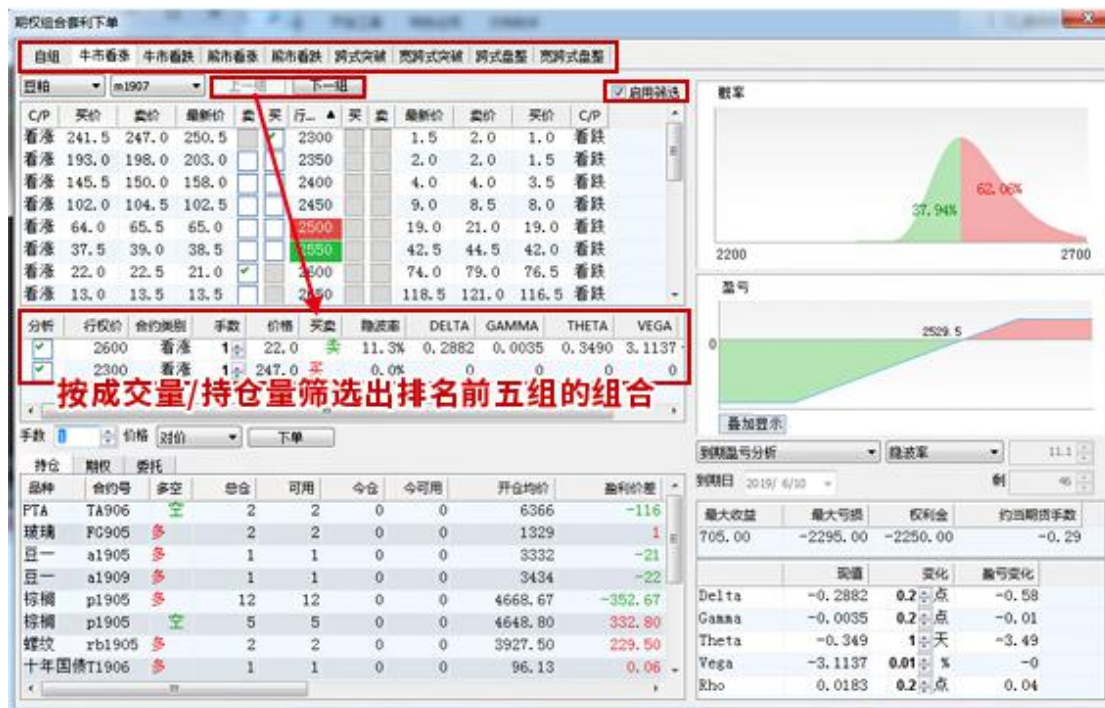 期权组合套利下单
自组 牛市看涨 牛市看跌 熊市看涨 熊市看跌 跨式突破 宽跨式突破 跨式盘整 宽跨式盘整
豆粕 m1907 上一组 下一组 启用筛选
C/P 买价 卖价 最新价 卖 买 行... ▲ 买 卖 最新价 卖价 买价 C/P
看涨 241.5 247.0 250.5 2300 1.5 2.0 1.0 看跌
看涨 193.0 198.0 203.0 2350 2.0 2.0 1.5 看跌
看涨 145.5 150.0 158.0 2400 4.0 4.0 3.5 看跌
看涨 102.0 104.5 102.5 2450 9.0 8.5 8.0 看跌
看涨 64.0 65.5 65.0 2500 19.0 21.0 19.0 看跌
看涨 37.5 39.0 38.5 2550 42.5 44.5 42.0 看跌
看涨 22.0 22.5 21.0 2600 74.0 79.0 76.5 看跌
看涨 13.0 13.5 13.5 2650 118.5 121.0 116.5 看跌
分析 行权价 合约类别 手数 价格 买卖 隐波率 DELTA GAMMA THETA VEGA
2600 看涨 1 22.0 卖 11.3% 0.2882 0.0035 0.3490 3.1137
2300 看涨 1 247.0 买 0.0% 0 0 0 0
按成交量/持仓量筛选出排名前五组的组合
手数 1 价格 对价 下单
持仓 期权 委托
品种 合约号 多空 总仓 可用 今仓 今可用 开仓均价 盈利价差
PTA TA906 空 2 2 0 0 6366 -116
玻璃 FG905 多 2 2 0 0 1329 1
豆一 a1905 多 1 1 0 0 3332 -21
豆一 a1909 多 1 1 0 0 3434 -22
棕榈 p1905 多 12 12 0 0 4668.67 -352.67
棕榈 p1905 空 5 5 0 0 4648.80 332.80
螺纹 rb1905 多 2 2 0 0 3927.50 229.50
十年国债T1906 多 1 1 0 0 96.13 0.06
概率
37.94% 62.06%
2200 2700
盈亏
2529.5
0
叠加显示
到期盈亏分析 隐波率 11.1
到期日 2019/ 6/10 剩 46
最大收益 最大亏损 权利金 约当期货手数
705.00 -2295.00 -2250.00 -0.29
现值 变化 盈亏变化
Delta -0.2882 0.2 点 -0.58
Gamma -0.0035 0.2 点 -0.01
Theta -0.349 1 天 -3.49
Vega -3.1137 0.01 % -0
Rho 0.0183 0.2 点 0.04